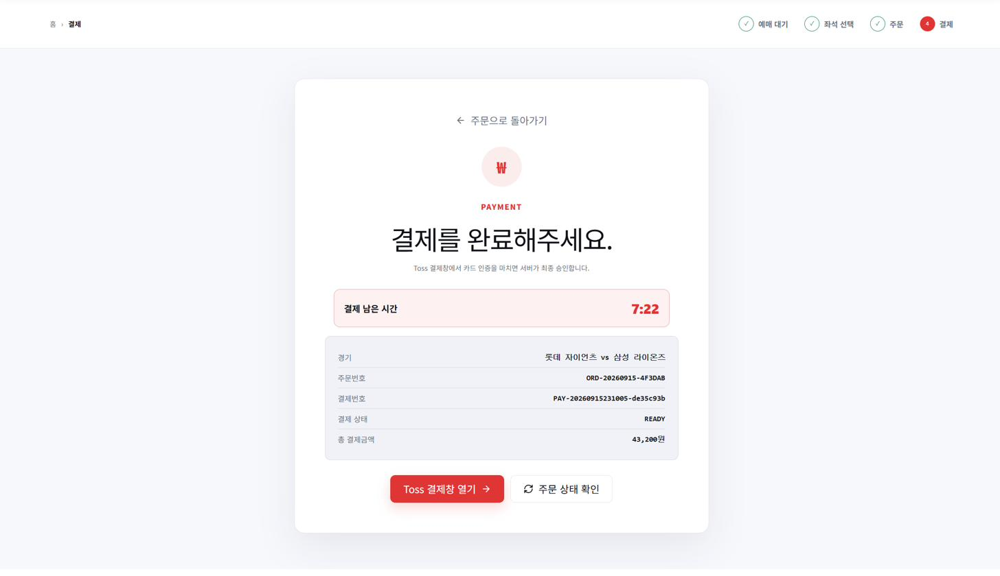 홈 › 결제
✓ 예매 대기 ✓ 좌석 선택 ✓ 주문 4 결제
← 주문으로 돌아가기
₩
PAYMENT
결제를 완료해주세요.
Toss 결제창에서 카드 인증을 마치면 서버가 최종 승인합니다.
결제 남은 시간 7:22
경기 롯데 자이언츠 vs 삼성 라이온즈
주문번호 ORD-20260915-4F3DAB
결제번호 PAY-20260915231005-de35c93b
결제 상태 READY
총 결제금액 43,200원
Toss 결제창 열기 → 주문 상태 확인